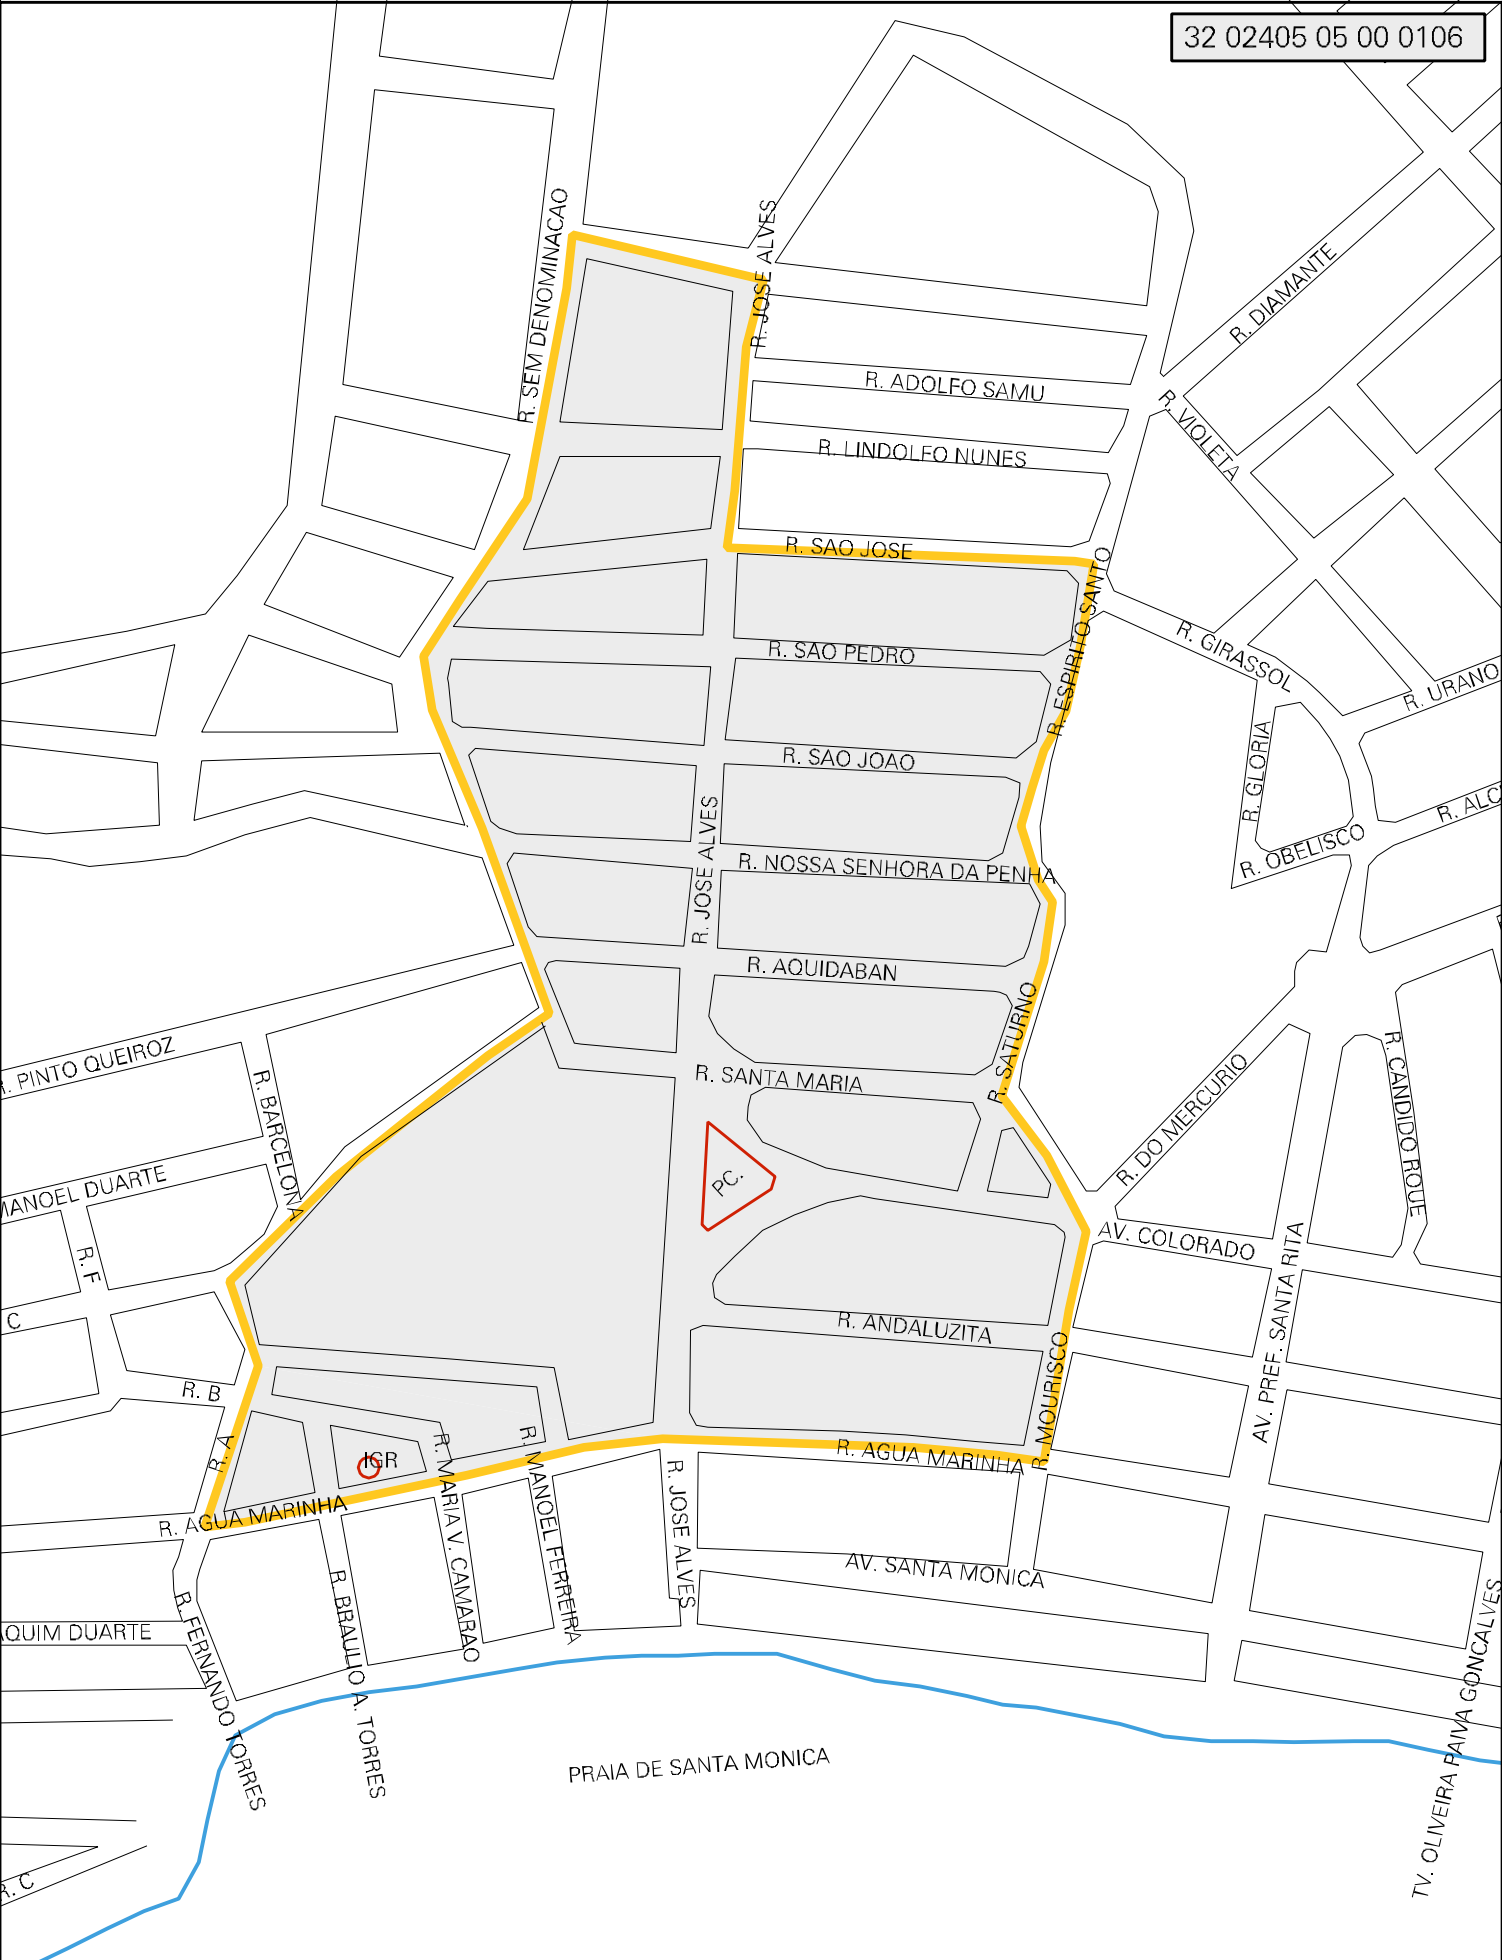 32 02405 05 00 0106
R. SEM DENOMINACAO
R. JOSE ALVES
R. DIAMANTE
R. ADOLFO SAMU
R. VIOLETA
R. LINDOLFO NUNES
R. SAO JOSE
R. ESPIRITO SANTO
R. GIRASSOL
R. SAO PEDRO
R. URANO
R. GLORIA
R. SAO JOAO
R. ALC
R. OBELISCO
R. JOSE ALVES
R. NOSSA SENHORA DA PENHA
R. AQUIDABAN
R. SATURNO
R. PINTO QUEIROZ
R. BARCELONA
R. SANTA MARIA
R. DO MERCURIO
R. CANDIDO ROUE
MANOEL DUARTE
PC.
R. F
AV. COLORADO
AV. PREF. SANTA RITA
C
R. ANDALUZITA
R. MOURISCO
R. B
R. A
IGR
R. MARIA V. CAMARAO
R. MANOEL FERREIRA
R. AGUA MARINHA
R. AGUA MARINHA
R. JOSE ALVES
AV. SANTA MONICA
R. BRAULIO A. TORRES
R. FERNANDO TORRES
QUIM DUARTE
TV. OLIVEIRA PAIVA GONCALVES
PRAIA DE SANTA MONICA
R. C